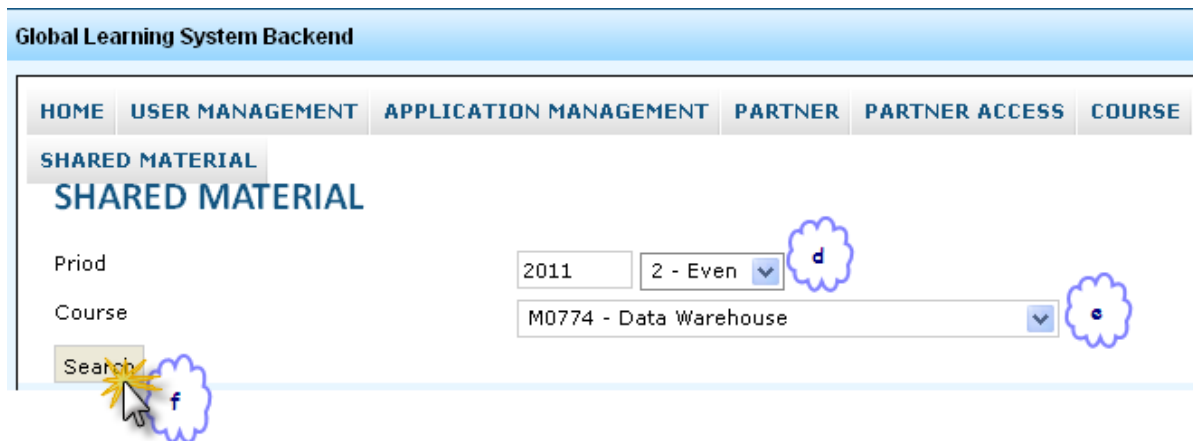 Global Learning System Backend
HOME USER MANAGEMENT APPLICATION MANAGEMENT PARTNER PARTNER ACCESS COURSE
SHARED MATERIAL
SHARED MATERIAL
Priod 2011 2 - Even d
Course M0774 - Data Warehouse e
Search f